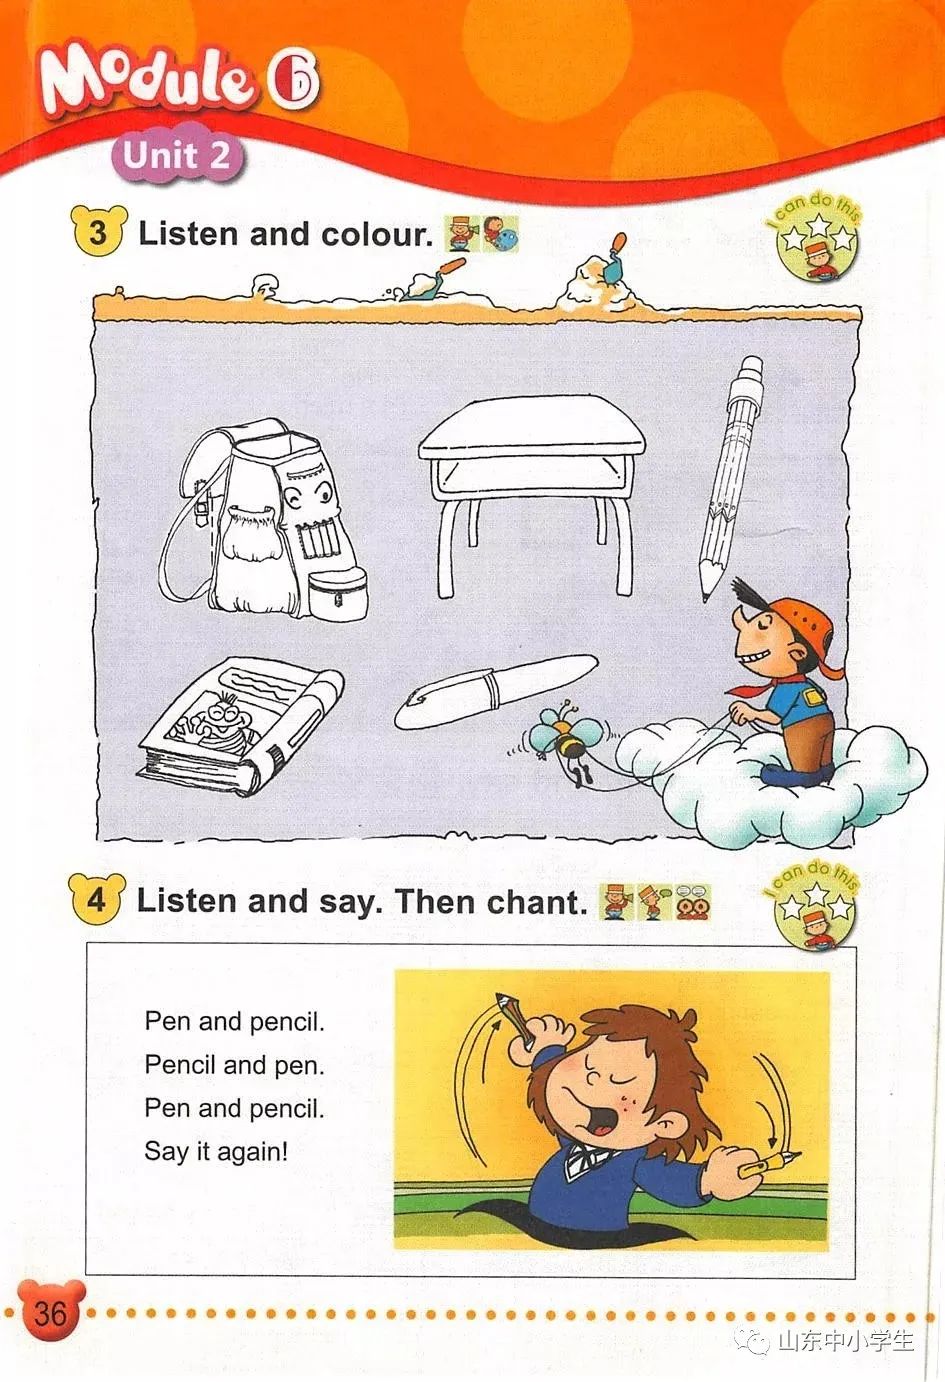 Module 6
Unit 2
3 Listen and colour.
I can do this.
4 Listen and say. Then chant.
I can do this.
Pen and pencil.
Pencil and pen.
Pen and pencil.
Say it again!
36
山东中小学生